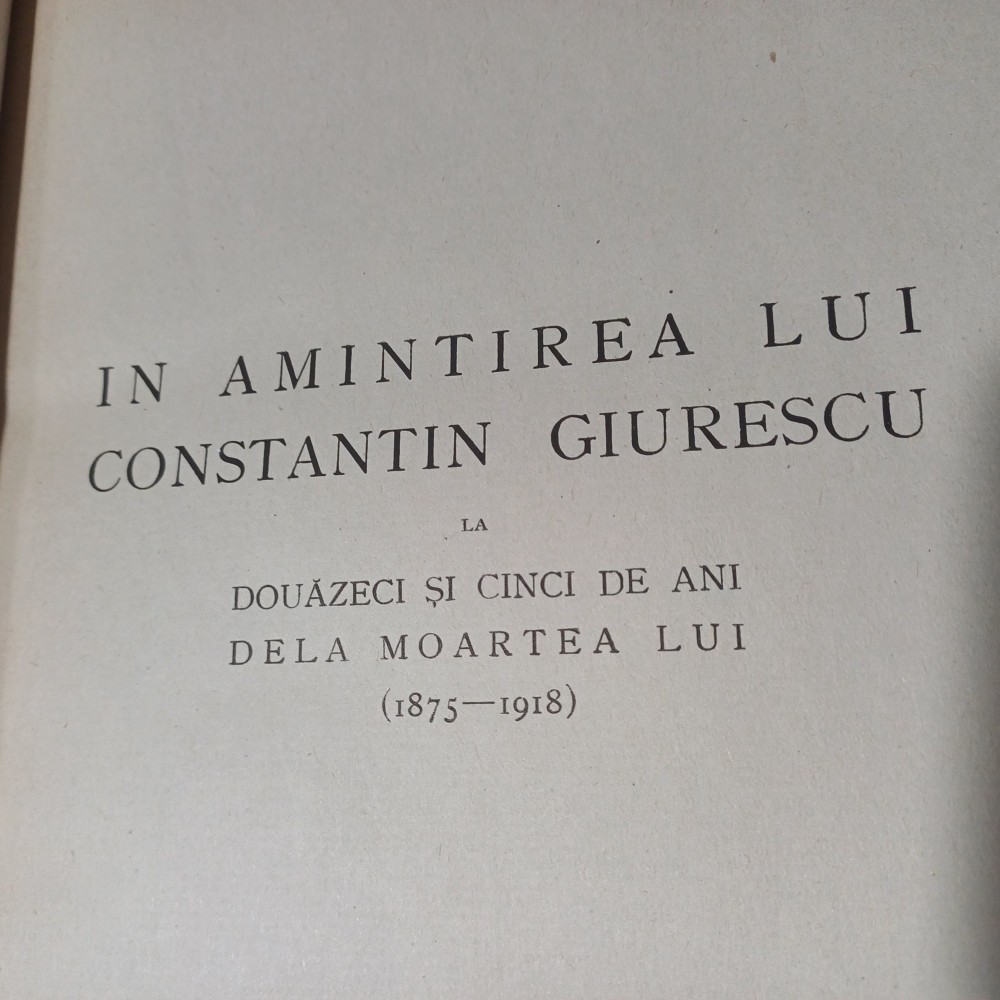 IN AMINTIREA LUI
CONSTANTIN GIURESCU
LA
DOUĂZECI ȘI CINCI DE ANI
DELA MOARTEA LUI
(1875—1918)